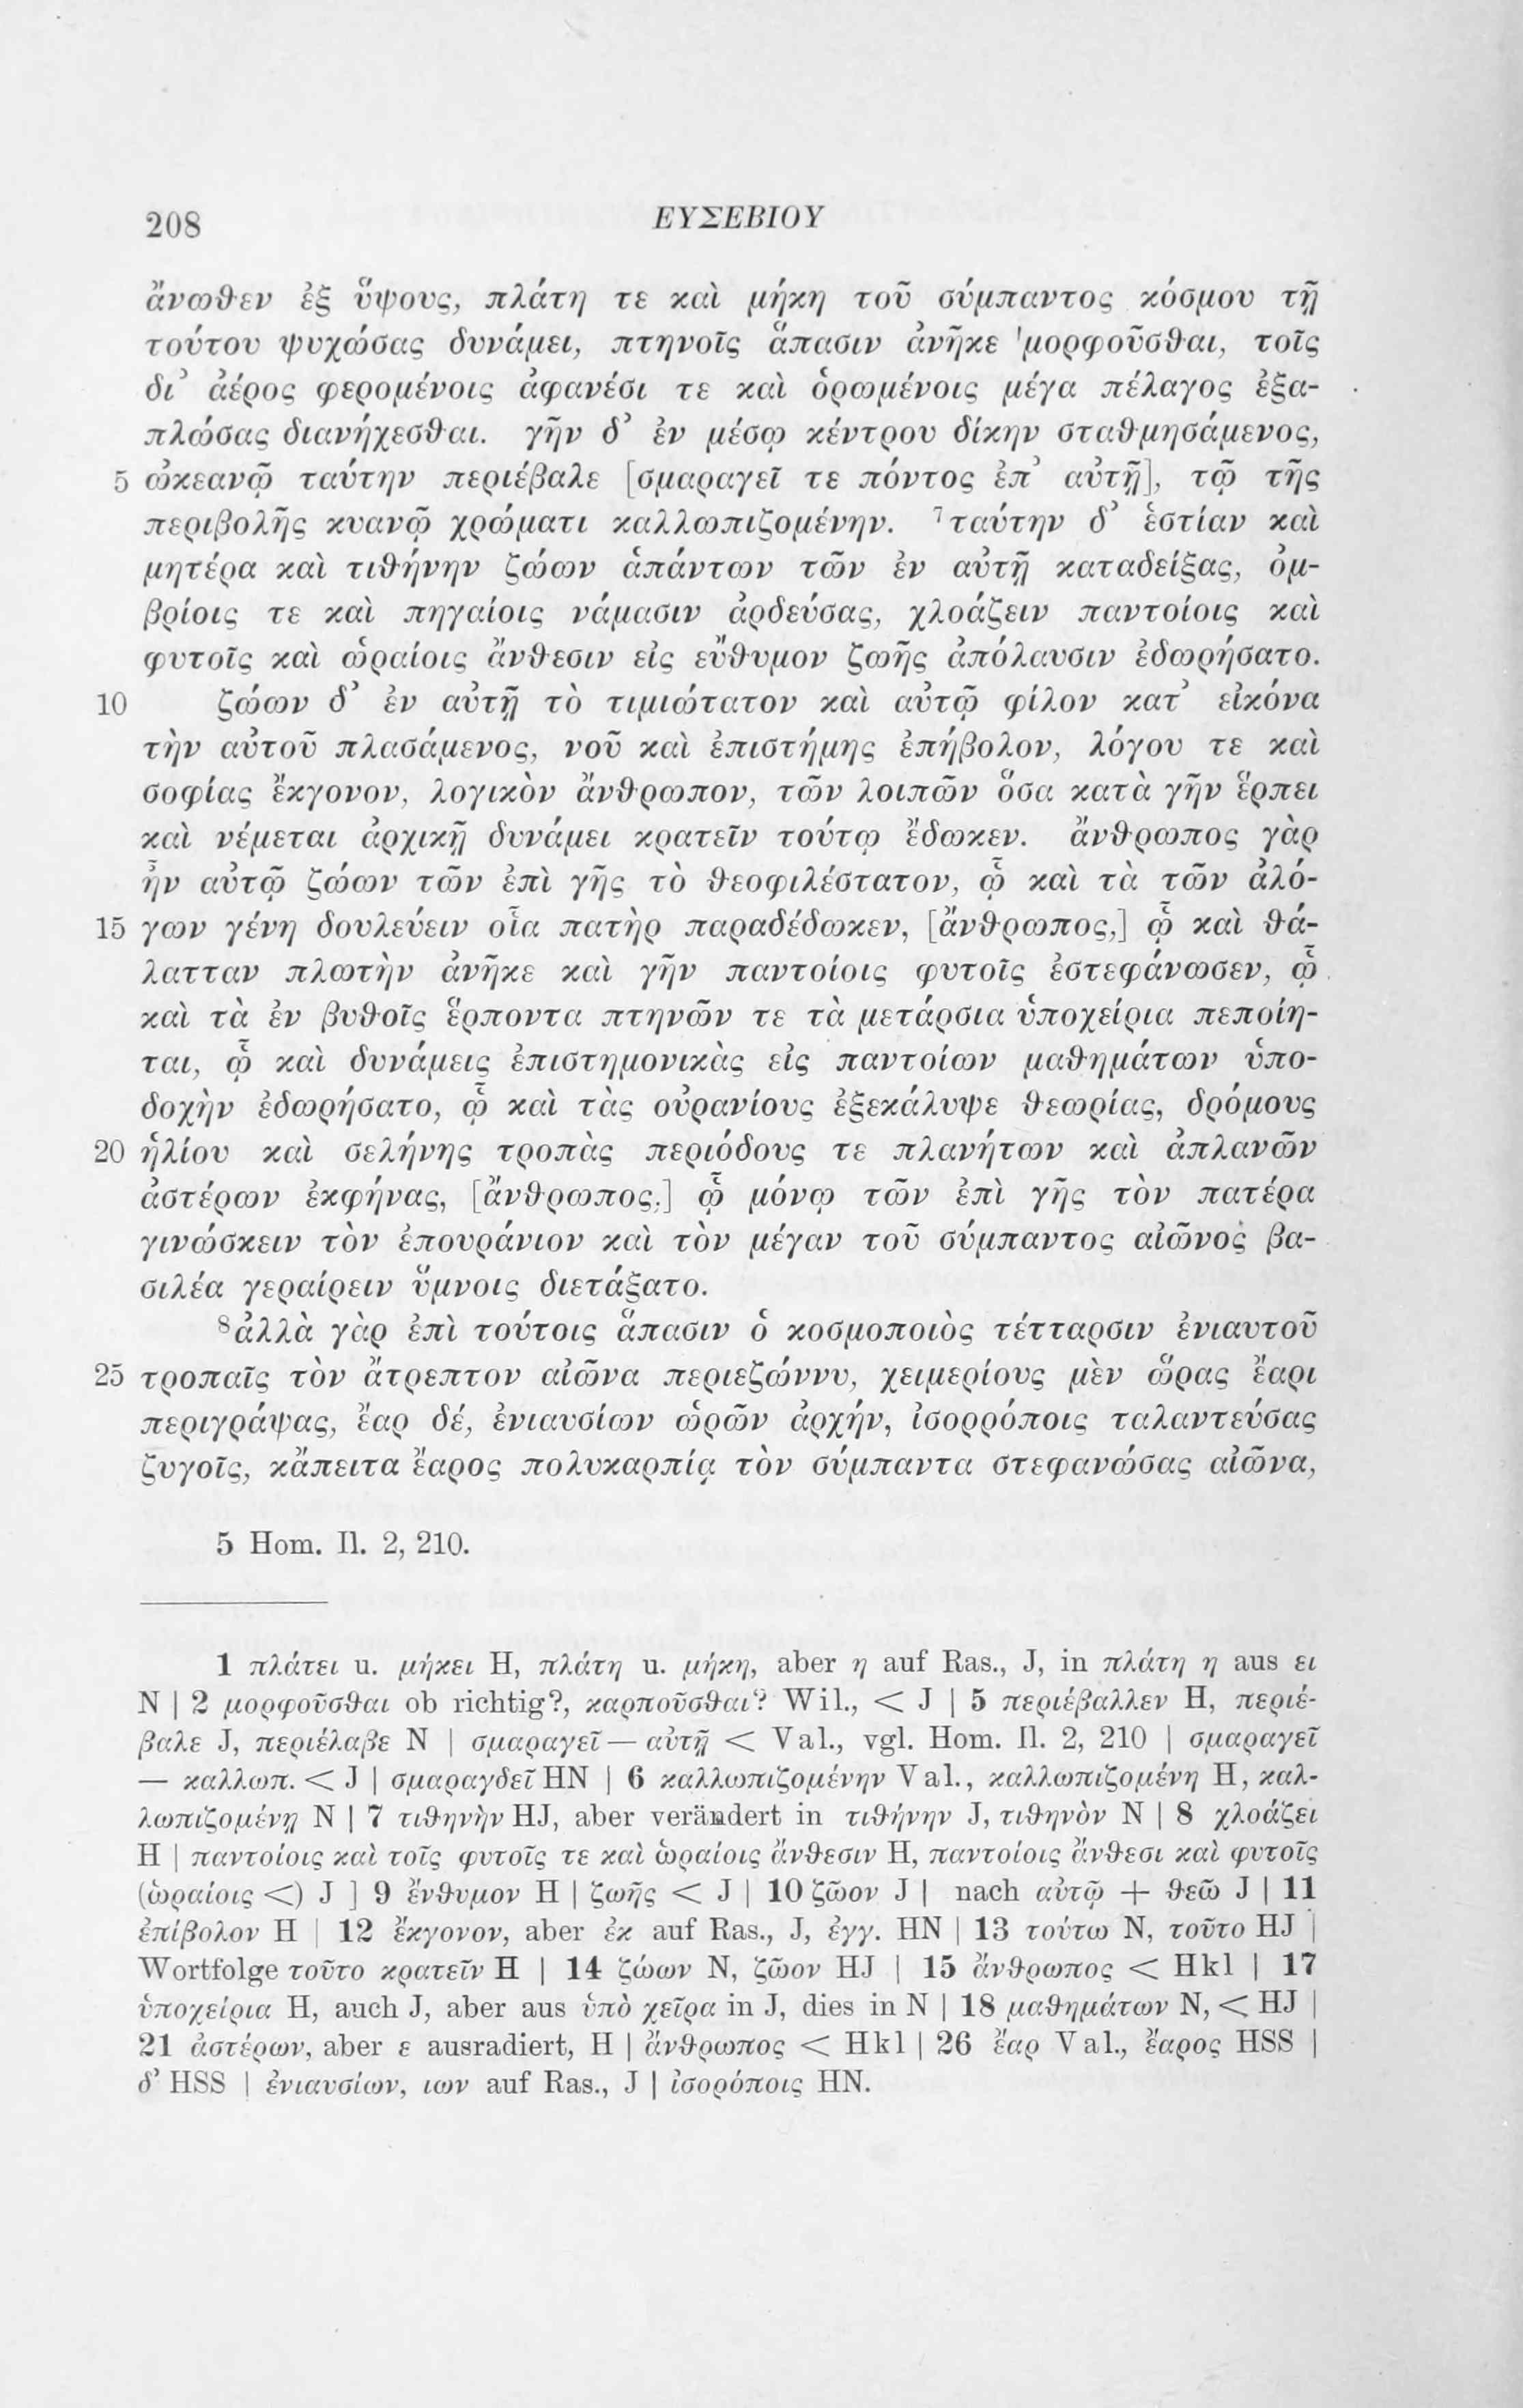 208
ΕΥΣΕΒΙΟΥ
ἄνωθεν ἐξ ὕψους, πλάτη τε καὶ μήκη τοῦ σύμπαντος κόσμου τῇ
τούτου ψυχώσας δυνάμει, πτηνοῖς ἅπασιν ἀνῆκε 'μορφοῦσθαι, τοῖς
δι' ἀέρος φερομένοις ἀφανέσι τε καὶ ὁρωμένοις μέγα πέλαγος ἐξα-
πλώσας διανήχεσθαι. γῆν δ' ἐν μέσῳ κέντρου δίκην σταθμησάμενος,
5 ὠκεανῷ ταύτην περιέβαλε [σμαραγεῖ τε πόντος ἐπ' αὐτῇ], τῷ τῆς
περιβολῆς κυανῷ χρώματι καλλωπιζομένην. ⁷ταύτην δ' ἑστίαν καὶ
μητέρα καὶ τιθήνην ζώων ἁπάντων τῶν ἐν αὐτῇ καταδείξας, ὀμ-
βρίοις τε καὶ πηγαίοις νάμασιν ἀρδεύσας, χλοάζειν παντοίοις καὶ
φυτοῖς καὶ ὡραίοις ἄνθεσιν εἰς εὔθυμον ζωῆς ἀπόλαυσιν ἐδωρήσατο.
10 ζώων δ' ἐν αὐτῇ τὸ τιμιώτατον καὶ αὐτῷ φίλον κατ' εἰκόνα
τὴν αὐτοῦ πλασάμενος, νοῦ καὶ ἐπιστήμης ἐπήβολον, λόγου τε καὶ
σοφίας ἔκγονον, λογικὸν ἄνθρωπον, τῶν λοιπῶν ὅσα κατὰ γῆν ἕρπει
καὶ νέμεται ἀρχικῇ δυνάμει κρατεῖν τούτῳ ἔδωκεν. ἄνθρωπος γὰρ
ἦν αὐτῷ ζώων τῶν ἐπὶ γῆς τὸ θεοφιλέστατον, ᾧ καὶ τὰ τῶν ἀλό-
15 γων γένη δουλεύειν οἷα πατὴρ παραδέδωκεν, [ἄνθρωπος,] ᾧ καὶ θά-
λατταν πλωτὴν ἀνῆκε καὶ γῆν παντοίοις φυτοῖς ἐστεφάνωσεν, ᾧ
καὶ τὰ ἐν βυθοῖς ἕρποντα πτηνῶν τε τὰ μετάρσια ὑποχείρια πεποίη-
ται, ᾧ καὶ δυνάμεις ἐπιστημονικὰς εἰς παντοίων μαθημάτων ὑπο-
δοχὴν ἐδωρήσατο, ᾧ καὶ τὰς οὐρανίους ἐξεκάλυψε θεωρίας, δρόμους
20 ἡλίου καὶ σελήνης τροπὰς περιόδους τε πλανήτων καὶ ἀπλανῶν
ἀστέρων ἐκφήνας, [ἄνθρωπος,] ᾧ μόνῳ τῶν ἐπὶ γῆς τὸν πατέρα
γινώσκειν τὸν ἐπουράνιον καὶ τὸν μέγαν τοῦ σύμπαντος αἰῶνος βα-
σιλέα γεραίρειν ὕμνοις διετάξατο.
⁸ἀλλὰ γὰρ ἐπὶ τούτοις ἅπασιν ὁ κοσμοποιὸς τέτταρσιν ἐνιαυτοῦ
25 τροπαῖς τὸν ἄτρεπτον αἰῶνα περιεζώννυ, χειμερίους μὲν ὥρας ἔαρι
περιγράψας, ἔαρ δέ, ἐνιαυσίων ὡρῶν ἀρχήν, ἰσορρόποις ταλαντεύσας
ζυγοῖς, κἄπειτα ἔαρος πολυκαρπίᾳ τὸν σύμπαντα στεφανώσας αἰῶνα,
5 Hom. Il. 2, 210.
1 πλάτει u. μήκει H, πλάτη u. μήκη, aber η auf Ras., J, in πλάτη η aus ει
N | 2 μορφοῦσθαι ob richtig?, καρποῦσθαι? Wil., < J | 5 περιέβαλλεν H, περιέ-
βαλε J, περιέλαβε N | σμαραγεῖ — αὐτῇ < Val., vgl. Hom. Il. 2, 210 | σμαραγεῖ
— καλλωπ. < J | σμαραγδεῖ HN | 6 καλλωπιζομένην Val., καλλωπιζομένη H, καλ-
λωπιζομένῃ N | 7 τιθηνὴν HJ, aber verändert in τιθήνην J, τιθηνὸν N | 8 χλοάζει
H | παντοίοις καὶ τοῖς φυτοῖς τε καὶ ὡραίοις ἄνθεσιν H, παντοίοις ἄνθεσι καὶ φυτοῖς
(ὡραίοις <) J ] 9 ἔνθυμον H | ζωῆς < J | 10 ζῶον J | nach αὐτῷ + θεῶ J | 11
ἐπίβολον H | 12 ἔκγονον, aber ἐκ auf Ras., J, ἐγγ. HN | 13 τούτω N, τοῦτο HJ |
Wortfolge τοῦτο κρατεῖν H | 14 ζώων N, ζῶον HJ | 15 ἄνθρωπος < Hkl | 17
ὑποχείρια H, auch J, aber aus ὑπὸ χεῖρα in J, dies in N | 18 μαθημάτων N, < HJ |
21 ἀστέρων, aber ε ausradiert, H | ἄνθρωπος < Hkl | 26 ἔαρ Val., ἔαρος HSS |
δ' HSS | ἐνιαυσίων, ιων auf Ras., J | ἰσορόποις HN.